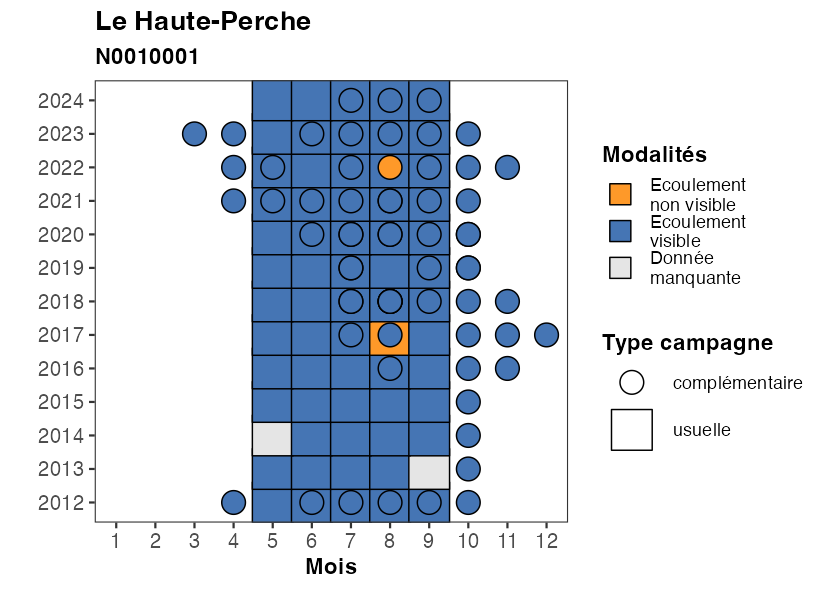 Le Haute-Perche
N0010001
2024
2023
2022
2021
2020
2019
2018
2017
2016
2015
2014
2013
2012
1 2 3 4 5 6 7 8 9 10 11 12
Mois
Modalités
Ecoulement
non visible
Ecoulement
visible
Donnée
manquante
Type campagne
complémentaire
usuelle